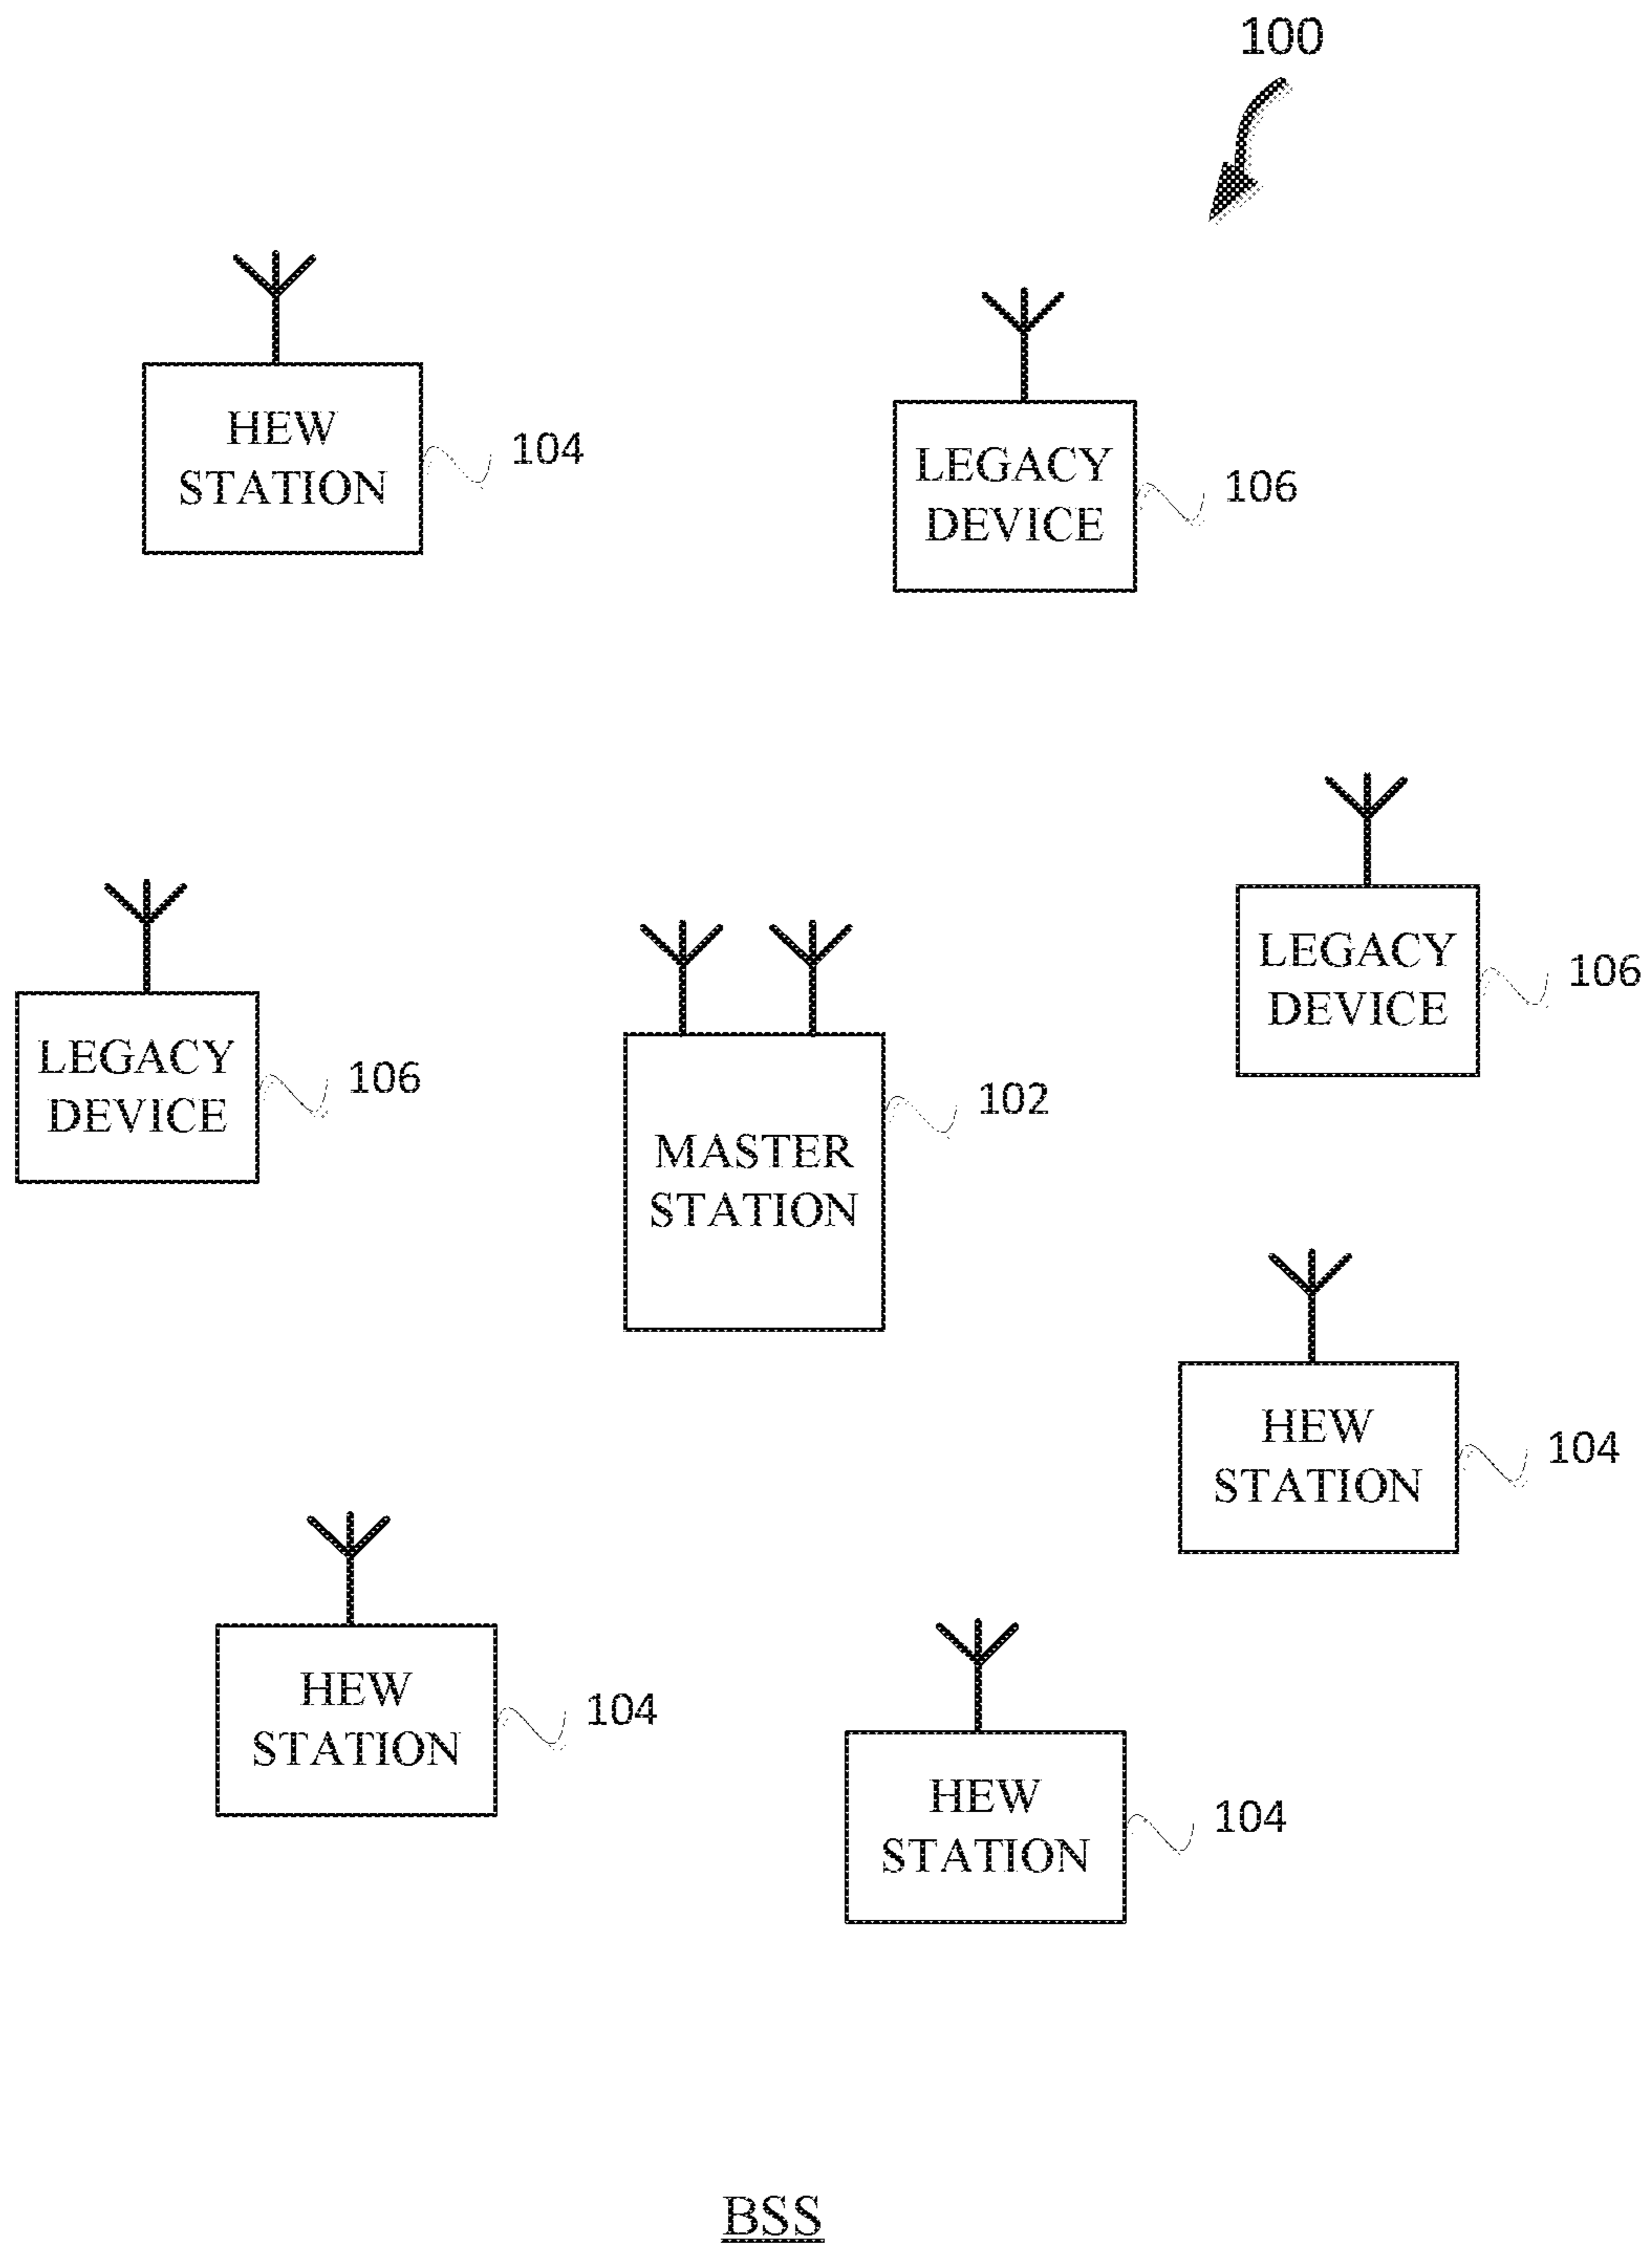 100
HEW
STATION
104
LEGACY
DEVICE
106
LEGACY
DEVICE
106
LEGACY
DEVICE
106
MASTER
STATION
102
HEW
STATION
104
HEW
STATION
104
HEW
STATION
104
BSS